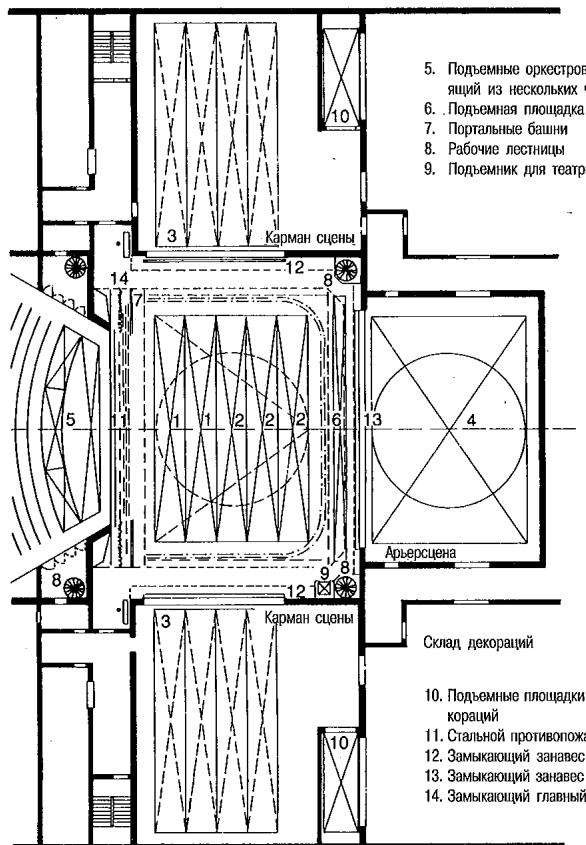 5. Подъемные оркестров
ящий из нескольких ч
6. Подъемная площадка
7. Портальные башни
8. Рабочие лестницы
9. Подъемник для театр
10
3
Карман сцены
12
14
8
8
7
5
11
1
1
2
2
2
6
13
4
Арьерсцена
8
9
8
12
3
Карман сцены
Склад декораций
10
10. Подъемные площадки
кораций
11. Стальной противопожа
12. Замыкающий занавес
13. Замыкающий занавес
14. Замыкающий главный